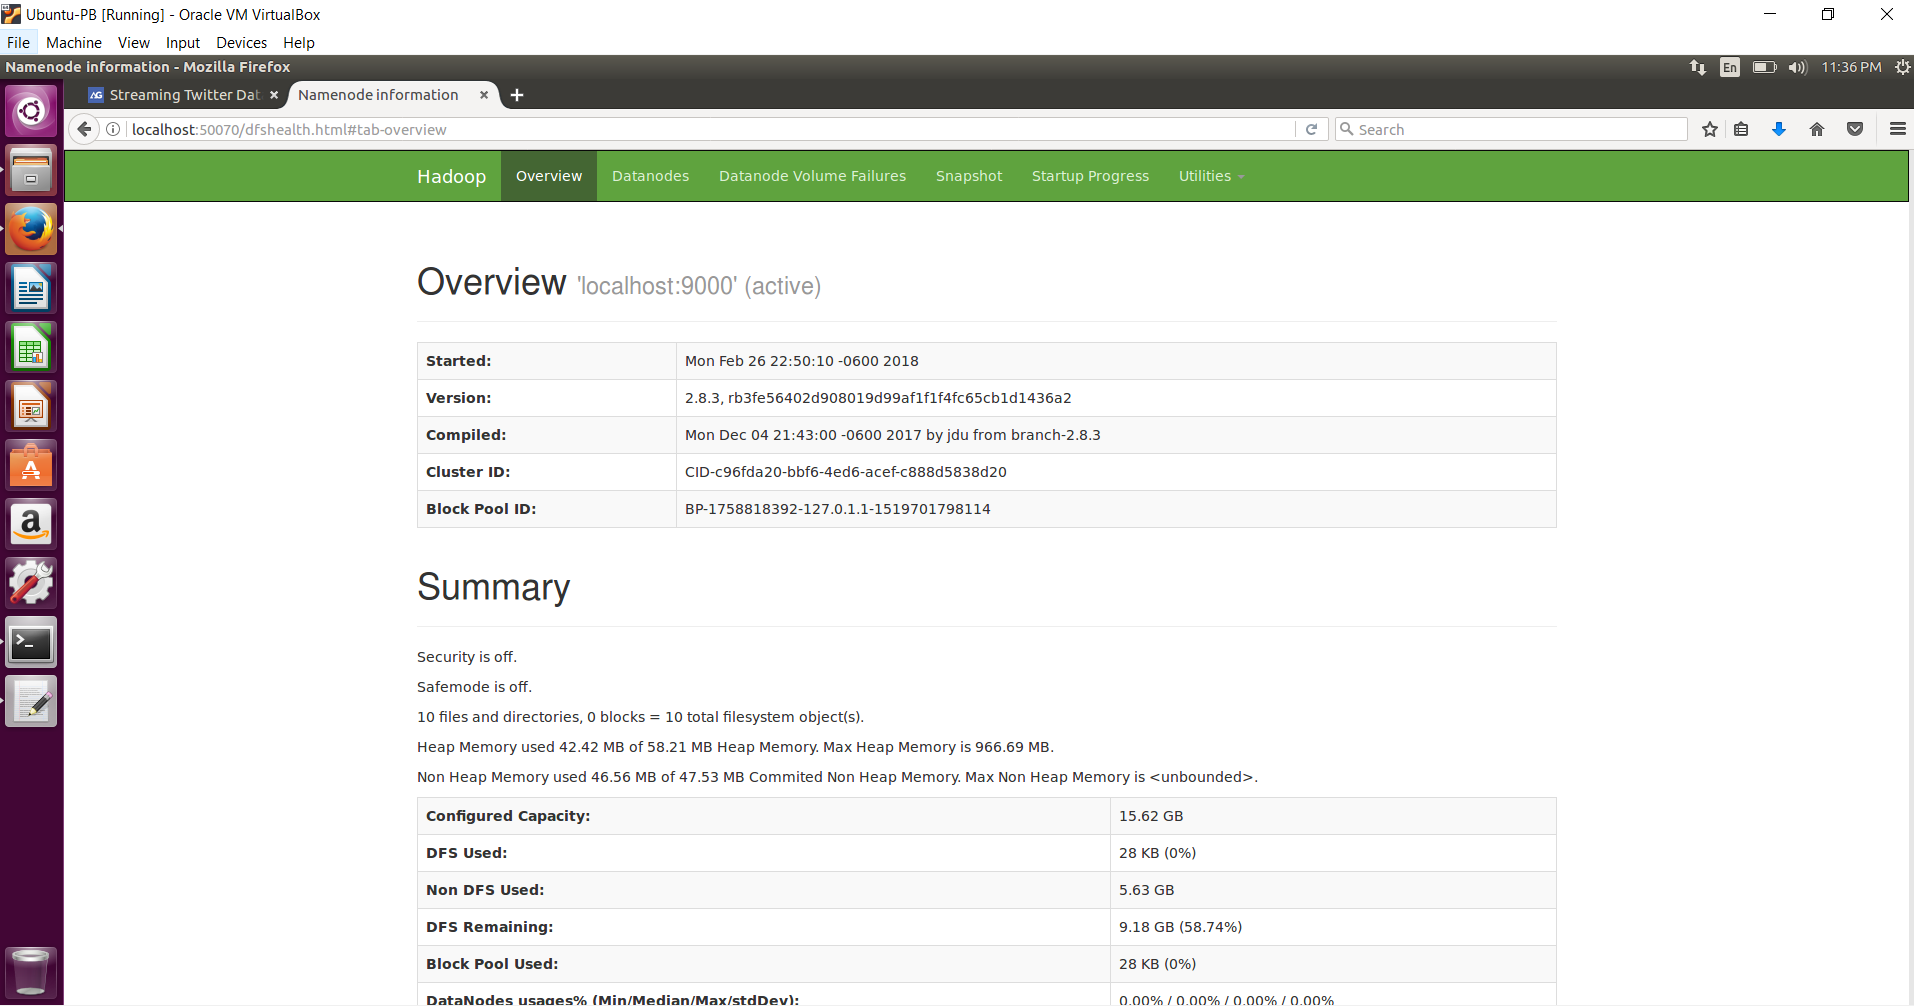 Ubuntu-PB [Running] - Oracle VM VirtualBox
File Machine View Input Devices Help
Namenode information - Mozilla Firefox
En 11:36 PM
AG Streaming Twitter Dat × Namenode information × +
localhost:50070/dfshealth.html#tab-overview Search
Hadoop Overview Datanodes Datanode Volume Failures Snapshot Startup Progress Utilities
Overview 'localhost:9000' (active)
Started: Mon Feb 26 22:50:10 -0600 2018
Version: 2.8.3, rb3fe56402d908019d99af1f1f4fc65cb1d1436a2
Compiled: Mon Dec 04 21:43:00 -0600 2017 by jdu from branch-2.8.3
Cluster ID: CID-c96fda20-bbf6-4ed6-acef-c888d5838d20
Block Pool ID: BP-1758818392-127.0.1.1-1519701798114
Summary
Security is off.
Safemode is off.
10 files and directories, 0 blocks = 10 total filesystem object(s).
Heap Memory used 42.42 MB of 58.21 MB Heap Memory. Max Heap Memory is 966.69 MB.
Non Heap Memory used 46.56 MB of 47.53 MB Commited Non Heap Memory. Max Non Heap Memory is <unbounded>.
Configured Capacity: 15.62 GB
DFS Used: 28 KB (0%)
Non DFS Used: 5.63 GB
DFS Remaining: 9.18 GB (58.74%)
Block Pool Used: 28 KB (0%)
DataNodes usages% (Min/Median/Max/stdDev): 0.00% / 0.00% / 0.00% / 0.00%